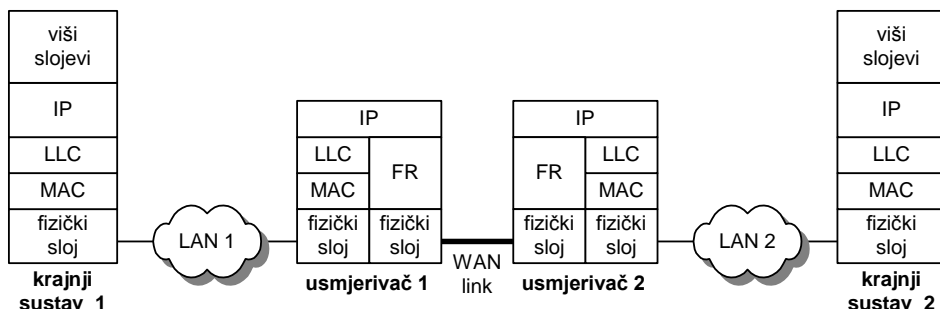 viši
slojevi
IP
LLC
MAC
fizički
sloj
krajnji
sustav 1
LAN 1
IP
LLC
MAC
FR
fizički
sloj
fizički
sloj
usmjerivač 1
WAN
link
IP
FR
LLC
MAC
fizički
sloj
fizički
sloj
usmjerivač 2
LAN 2
viši
slojevi
IP
LLC
MAC
fizički
sloj
krajnji
sustav 2